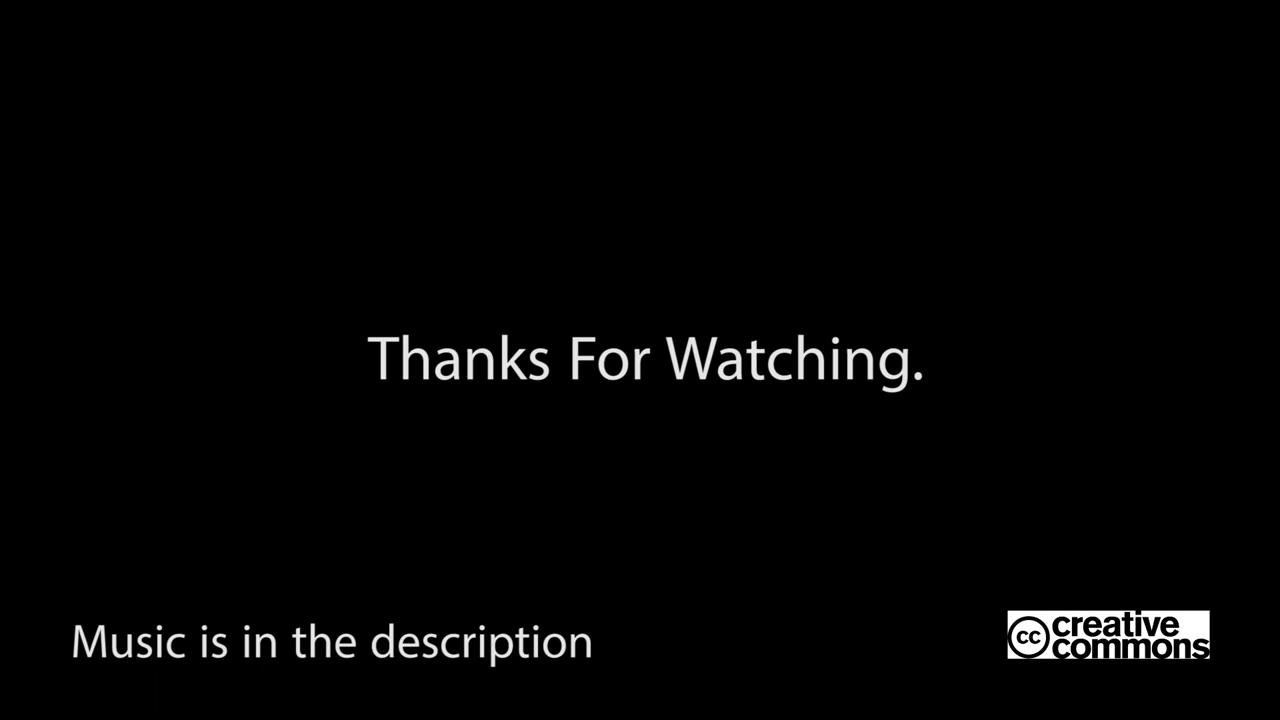 Thanks For Watching.
Music is in the description
cc creative
commons